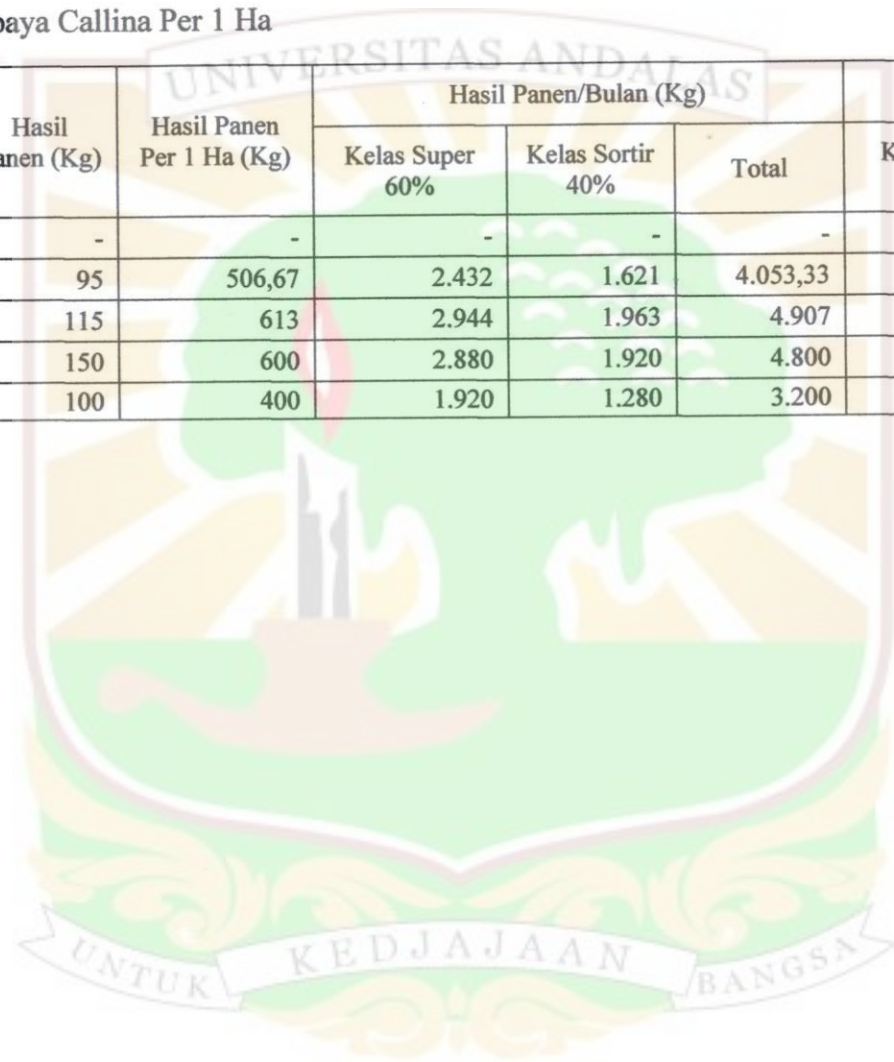 baya Callina Per 1 Ha
UNIVERSITAS ANDALAS
Hasil
anen (Kg)
Hasil Panen
Per 1 Ha (Kg)
Hasil Panen/Bulan (Kg)
Kelas Super
60%
Kelas Sortir
40%
Total
K
- - - - -
95 506,67 2.432 1.621 4.053,33
115 613 2.944 1.963 4.907
150 600 2.880 1.920 4.800
100 400 1.920 1.280 3.200
UNTUK KEDJAJAAN BANGSA